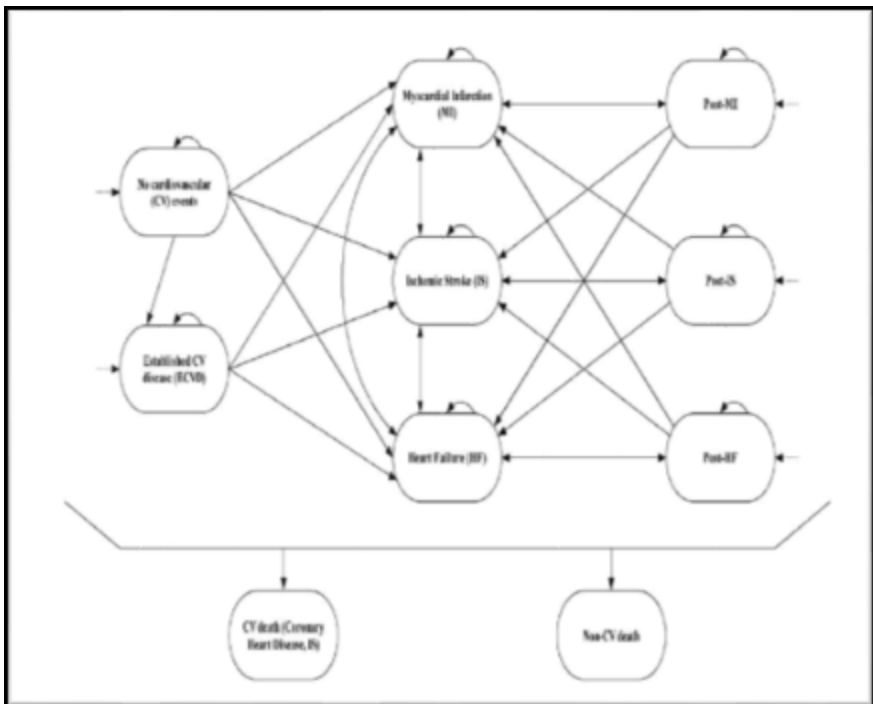 Myocardial Infarction
(MI)
Post-MI
No cardiovascular
(CV) events
Ischemic Stroke (IS)
Post-IS
Established CV
disease (ECVD)
Heart Failure (HF)
Post-HF
CV death (Coronary
Heart Disease, IS)
Non-CV death